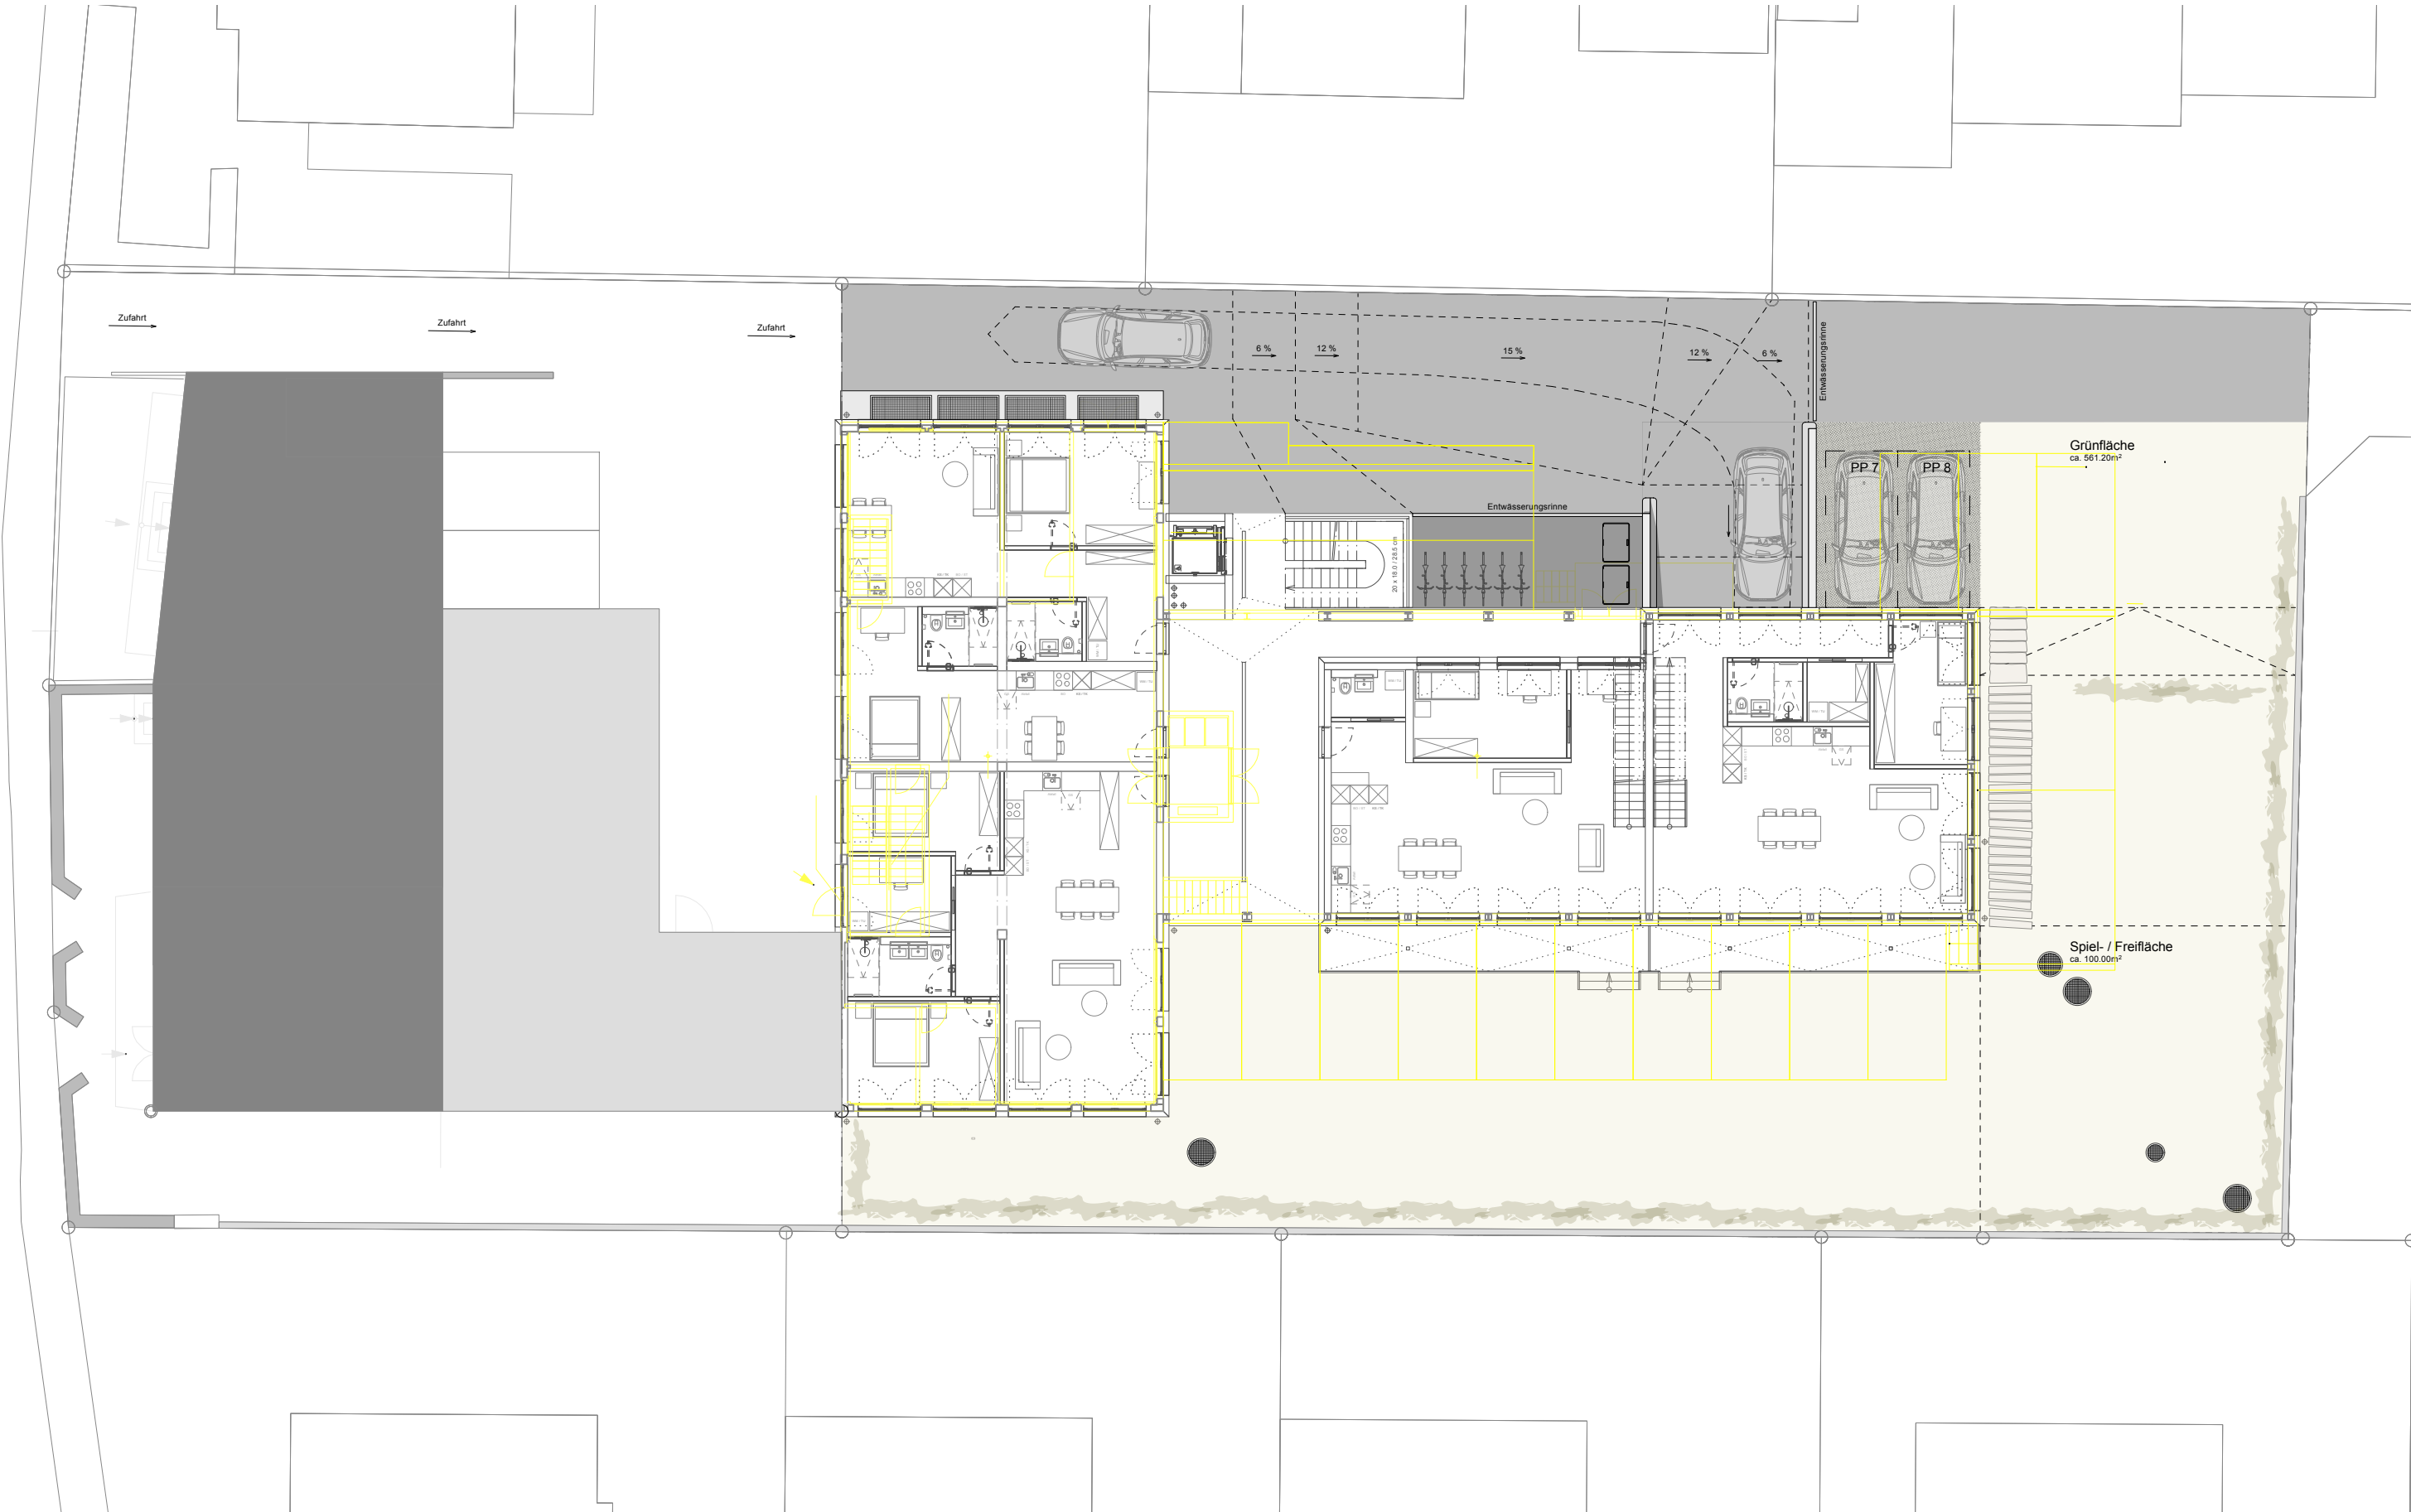 Zufahrt
Zufahrt
Zufahrt
6 %
12 %
15 %
12 %
6 %
Entwässerungsrinne
Grünfläche
ca. 561.20m²
PP 7
PP 8
Entwässerungsrinne
20 x 18.0 / 28.5 cm
Spiel- / Freifläche
ca. 100.00m²